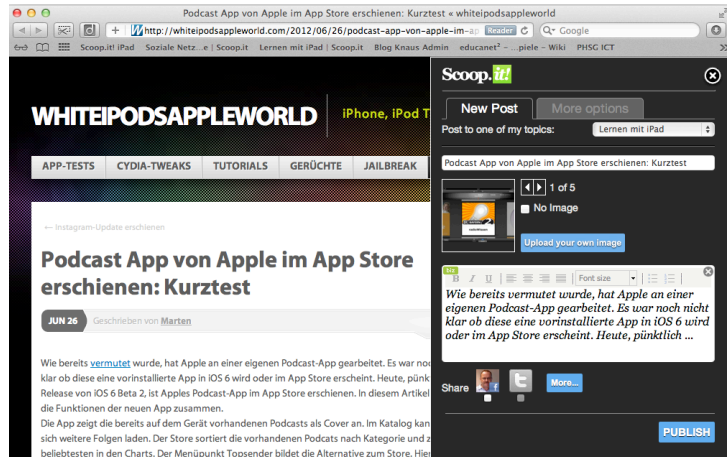 Podcast App von Apple im App Store erschienen: Kurztest « whiteipodsappleworld
http://whiteipodsappleworld.com/2012/06/26/podcast-app-von-apple-im-ap
Reader
Google
Scoop.it! iPad Soziale Netz...e | Scoop.it Lernen mit iPad | Scoop.it Blog Knaus Admin educanet² – ...piele – Wiki PHSG ICT
WHITEIPODSAPPLEWORLD
iPhone, iPod T
APP-TESTS CYDIA-TWEAKS TUTORIALS GERÜCHTE JAILBREAK
← Instagram-Update erschienen
Podcast App von Apple im App Store
erschienen: Kurztest
JUN 26 Geschrieben von Marten
Wie bereits vermutet wurde, hat Apple an einer eigenen Podcast-App gearbeitet. Es war noc
klar ob diese eine vorinstallierte App in iOS 6 wird oder im App Store erscheint. Heute, pünk
Release von iOS 6 Beta 2, ist Apples Podcast-App im App Store erschienen. In diesem Artikel
die Funktionen der neuen App zusammen.
Die App zeigt die bereits auf dem Gerät vorhandenen Podcasts als Cover an. Im Katalog kan
sich weitere Folgen laden. Der Store sortiert die vorhandenen Podcats nach Kategorie und z
beliebtesten in den Charts. Der Menüpunkt Topsender bildet die Alternative zum Store. Hier
Scoop.it!
New Post More options
Post to one of my topics: Lernen mit iPad
Podcast App von Apple im App Store erschienen: Kurztest
1 of 5
No Image
Upload your own image
B I U Font size
Wie bereits vermutet wurde, hat Apple an einer
eigenen Podcast-App gearbeitet. Es war noch nicht
klar ob diese eine vorinstallierte App in iOS 6 wird
oder im App Store erscheint. Heute, pünktlich ...
Share More...
PUBLISH